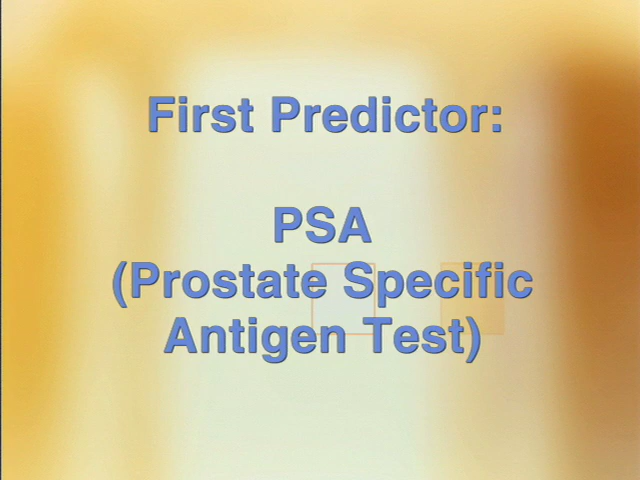 First Predictor:
PSA
(Prostate Specific
Antigen Test)